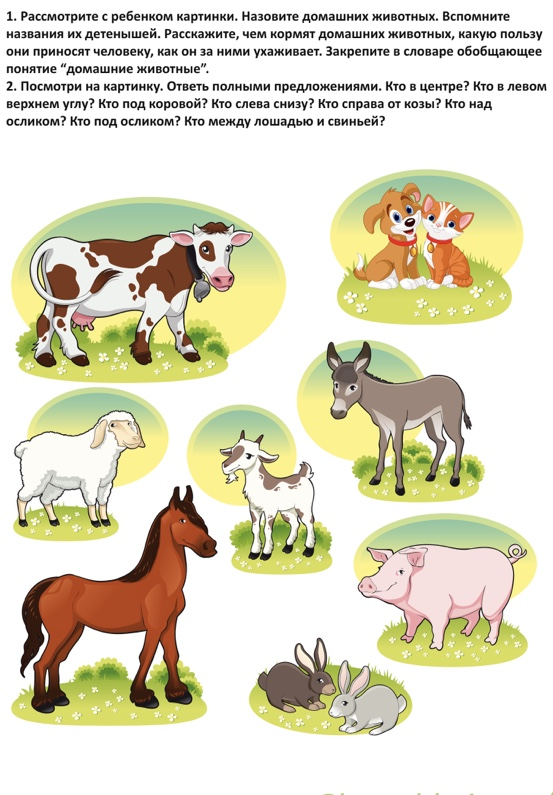 1. Рассмотрите с ребенком картинки. Назовите домашних животных. Вспомните
названия их детенышей. Расскажите, чем кормят домашних животных, какую пользу
они приносят человеку, как он за ними ухаживает. Закрепите в словаре обобщающее
понятие “домашние животные”.
2. Посмотри на картинку. Ответь полными предложениями. Кто в центре? Кто в левом
верхнем углу? Кто под коровой? Кто слева снизу? Кто справа от козы? Кто над
осликом? Кто под осликом? Кто между лошадью и свиньей?